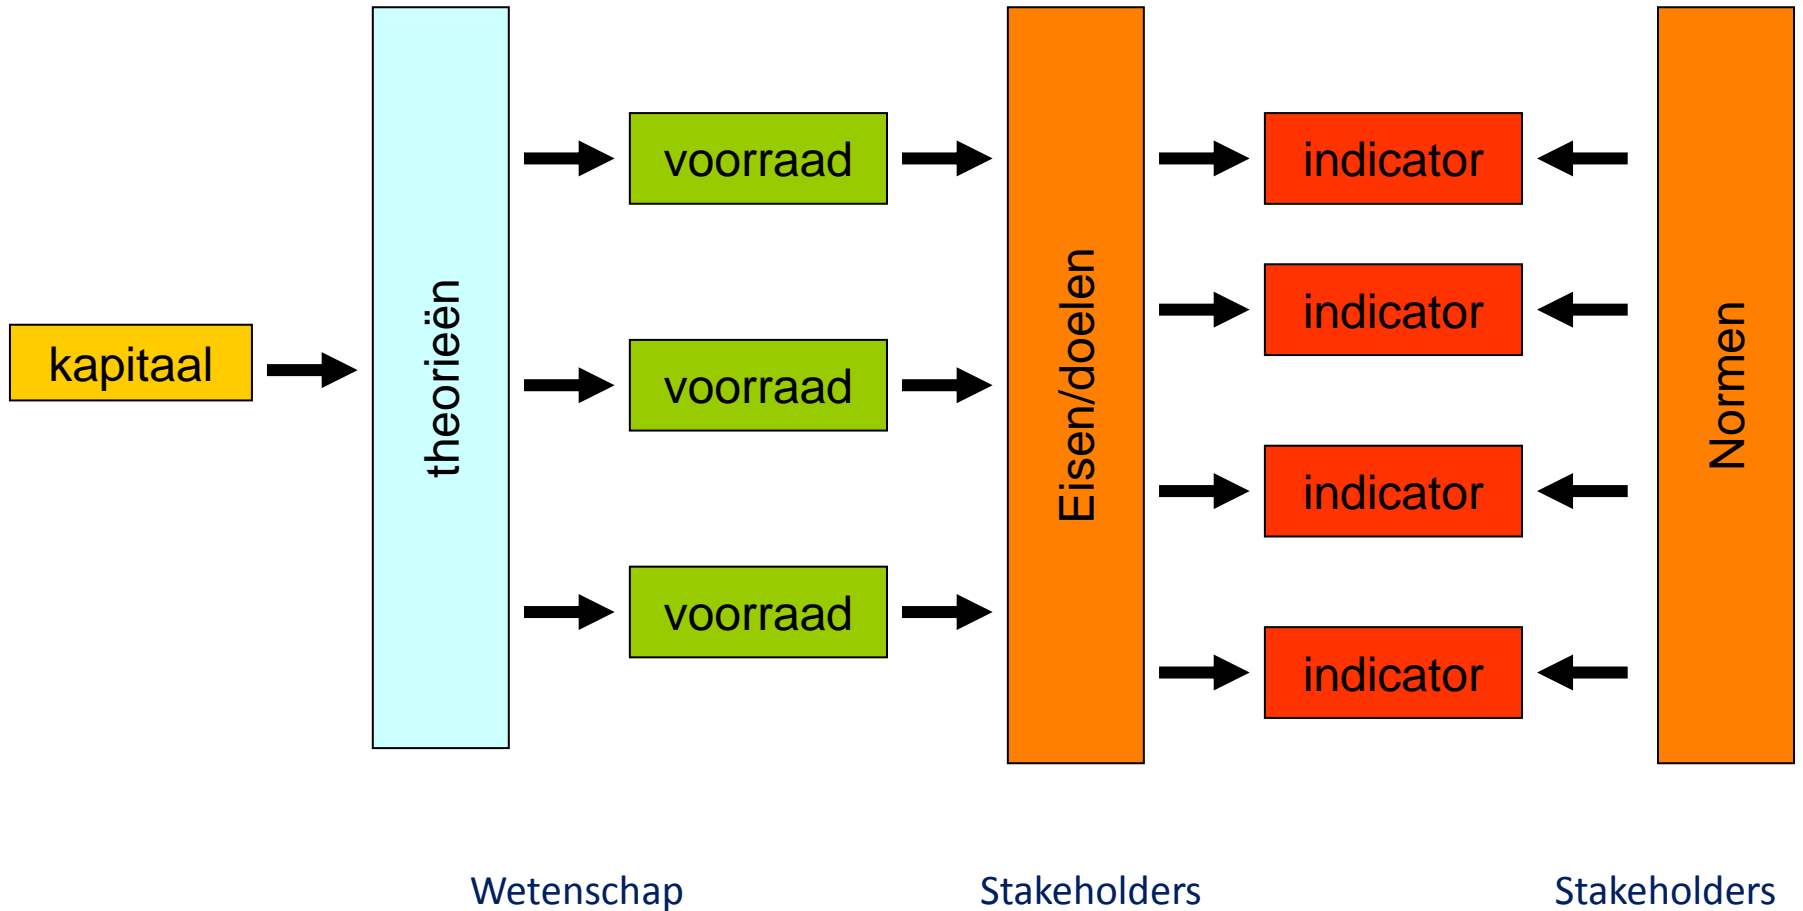 kapitaal
theorieën
voorraad
voorraad
voorraad
Eisen/doelen
indicator
indicator
indicator
indicator
Normen
Wetenschap
Stakeholders
Stakeholders